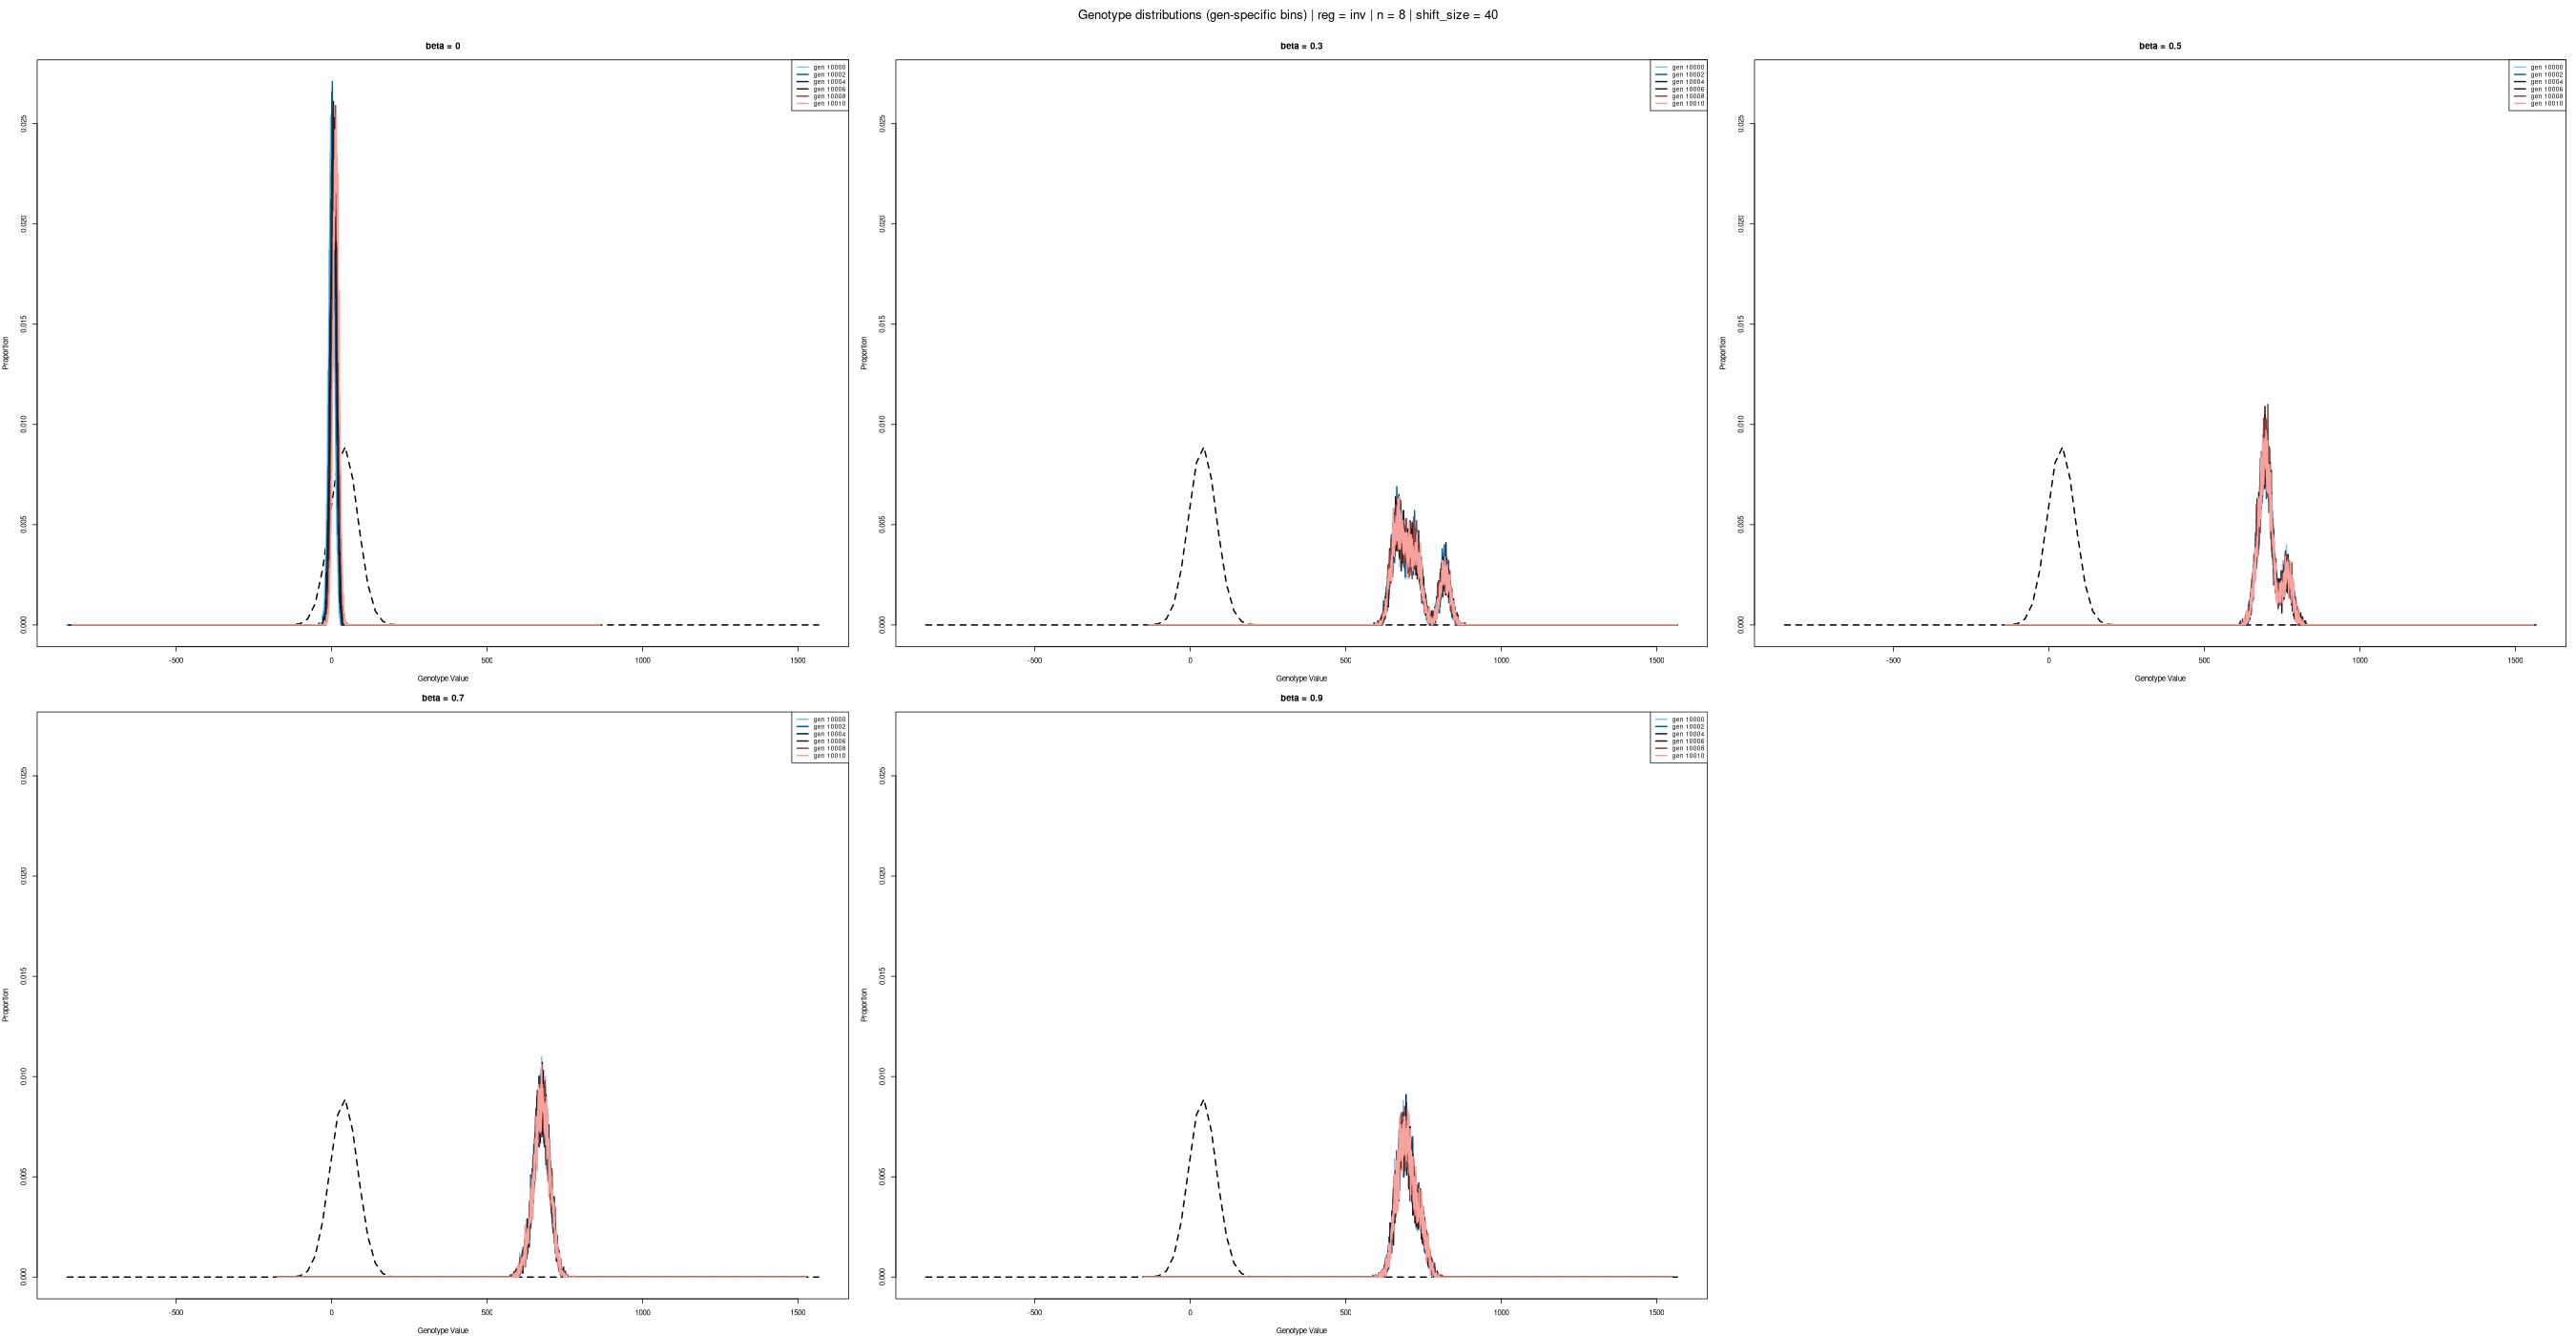 Genotype distributions (gen-specific bins) | reg = inv | n = 8 | shift_size = 40
beta = 0
gen 10000
gen 10002
gen 10004
gen 10006
gen 10008
gen 10010
Proportion
0.025
0.020
0.015
0.010
0.005
0.000
-500 0 500 1000 1500
Genotype Value
beta = 0.3
gen 10000
gen 10002
gen 10004
gen 10006
gen 10008
gen 10010
Proportion
0.025
0.020
0.015
0.010
0.005
0.000
-500 0 500 1000 1500
Genotype Value
beta = 0.5
gen 10000
gen 10002
gen 10004
gen 10006
gen 10008
gen 10010
Proportion
0.025
0.020
0.015
0.010
0.005
0.000
-500 0 500 1000 1500
Genotype Value
beta = 0.7
gen 10000
gen 10002
gen 10004
gen 10006
gen 10008
gen 10010
Proportion
0.025
0.020
0.015
0.010
0.005
0.000
-500 0 500 1000 1500
Genotype Value
beta = 0.9
gen 10000
gen 10002
gen 10004
gen 10006
gen 10008
gen 10010
Proportion
0.025
0.020
0.015
0.010
0.005
0.000
-500 0 500 1000 1500
Genotype Value